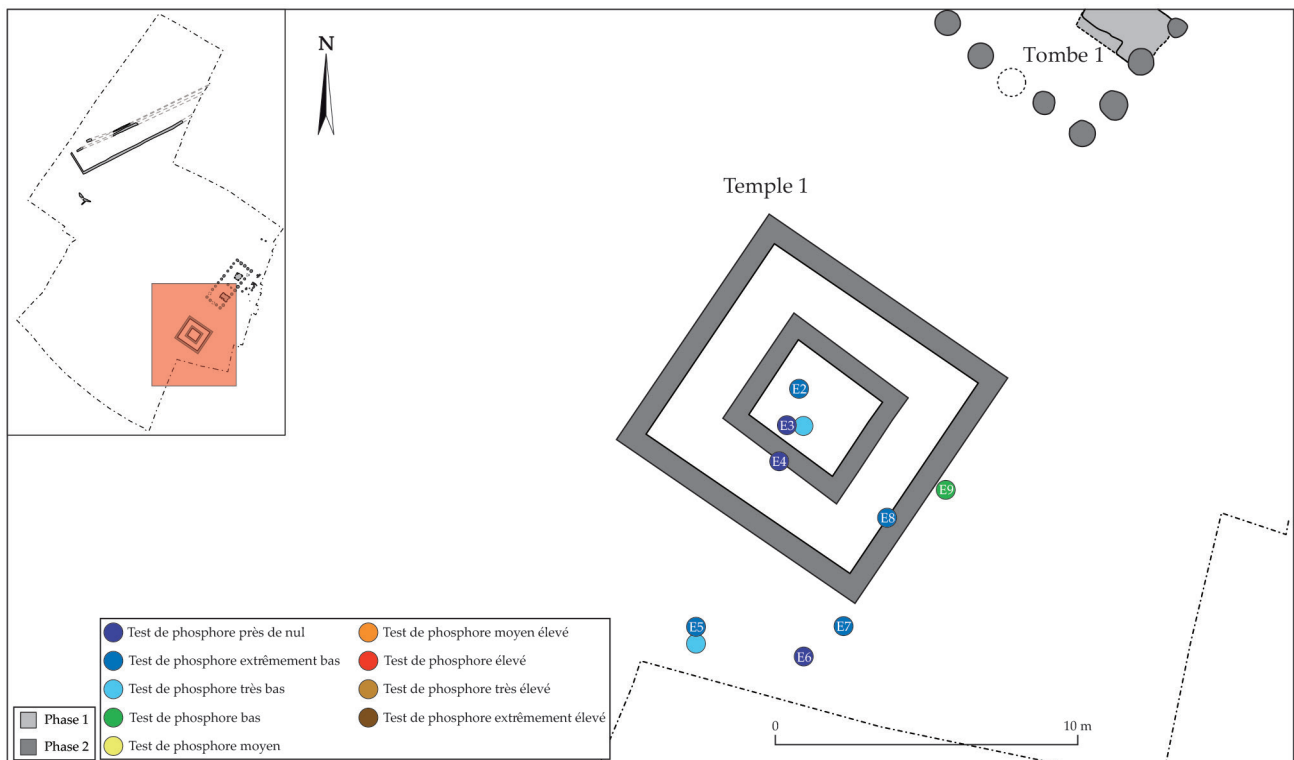 N
Tombe 1
Temple 1
E2
E3
E4
E9
E8
E5
E7
E6
Test de phosphore près de nul
Test de phosphore extrêmement bas
Test de phosphore très bas
Test de phosphore bas
Test de phosphore moyen
Test de phosphore moyen élevé
Test de phosphore élevé
Test de phosphore très élevé
Test de phosphore extrêmement élevé
Phase 1
Phase 2
0 10 m